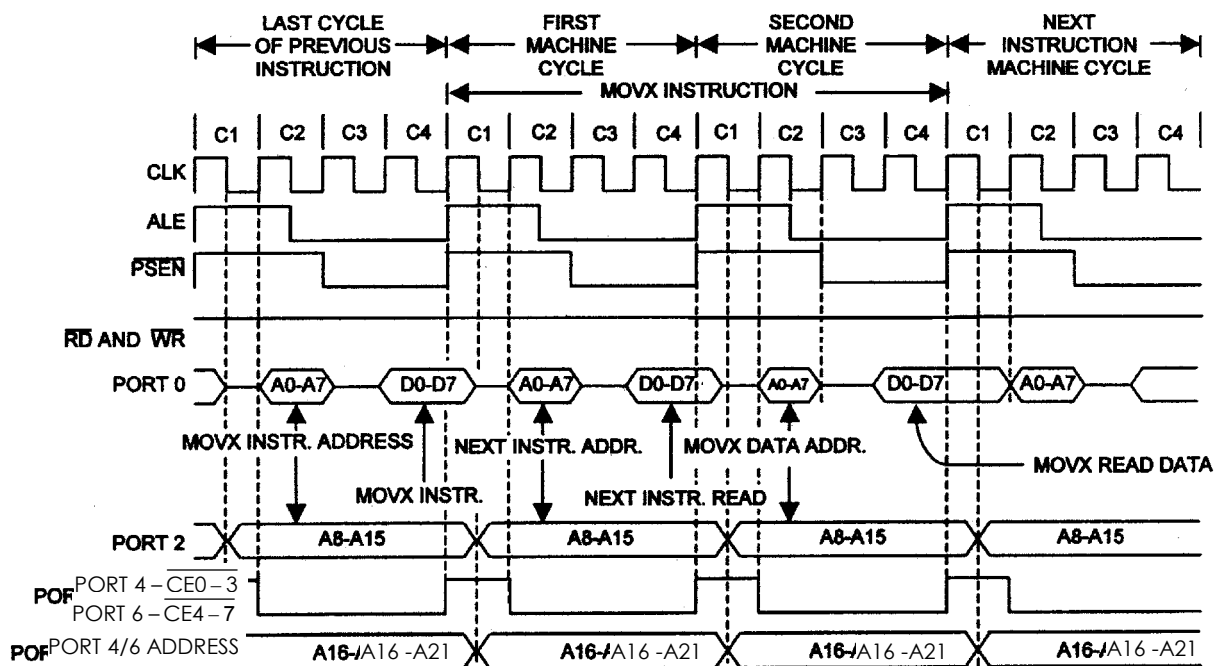 LAST CYCLE OF PREVIOUS INSTRUCTION
FIRST MACHINE CYCLE
SECOND MACHINE CYCLE
NEXT INSTRUCTION MACHINE CYCLE
MOVX INSTRUCTION
C1 C2 C3 C4 C1 C2 C3 C4 C1 C2 C3 C4 C1 C2 C3 C4
CLK
ALE
PSEN
RD AND WR
PORT 0 A0-A7 D0-D7 A0-A7 D0-D7 A0-A7 D0-D7 A0-A7
MOVX INSTR. ADDRESS NEXT INSTR. ADDR. MOVX DATA ADDR.
MOVX READ DATA
MOVX INSTR. NEXT INSTR. READ
PORT 2 A8-A15 A8-A15 A8-A15 A8-A15
PORT 4 – CE0 – 3
POR
PORT 6 – CE4 – 7
POR PORT 4/6 ADDRESS A16-A16 -A21 A16-A16 -A21 A16-A16 -A21 A16-A16 -A21